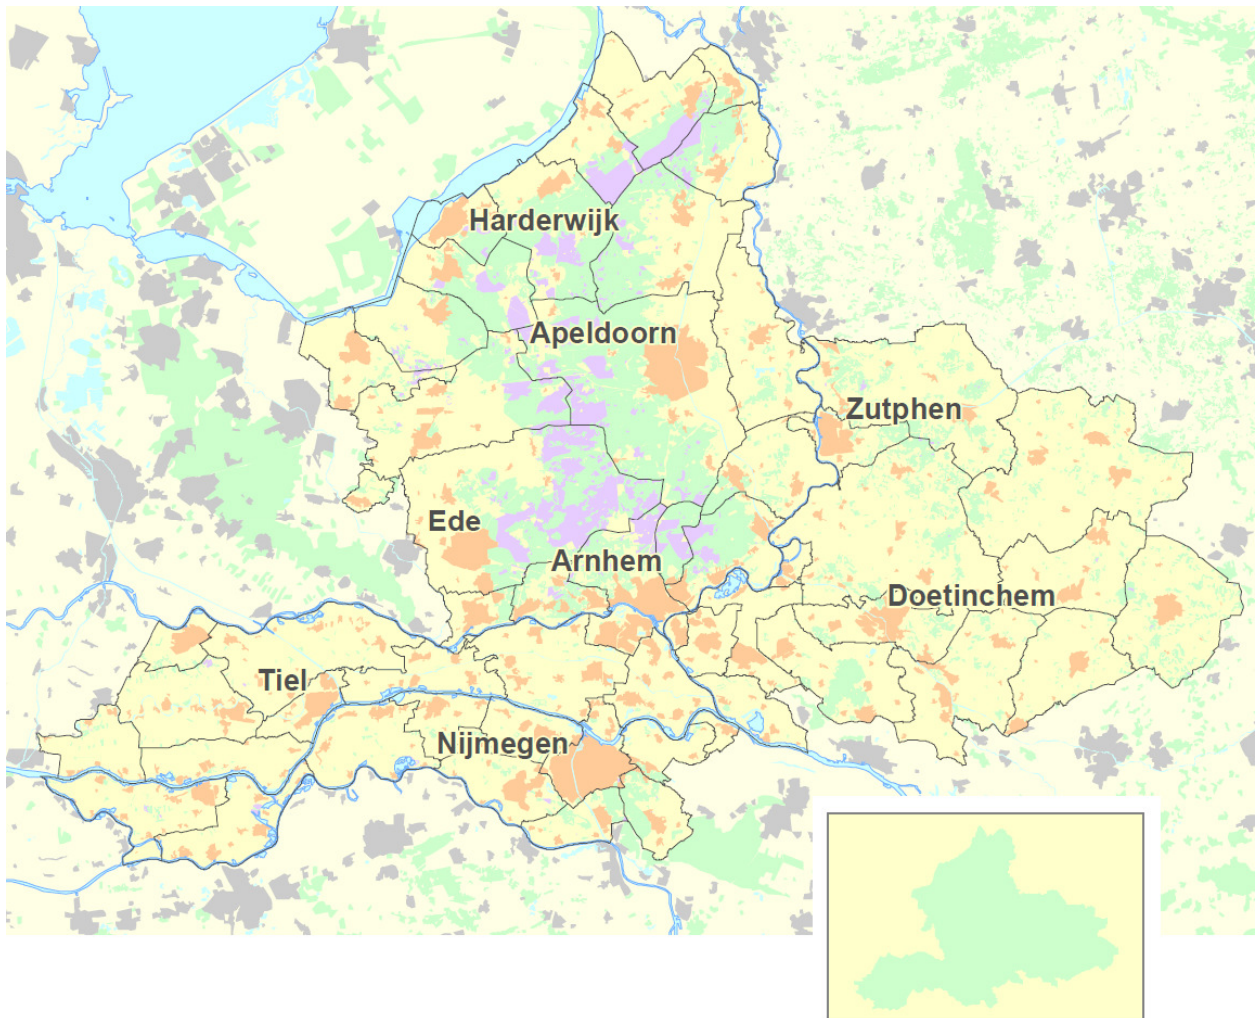 Harderwijk
Apeldoorn
Zutphen
Ede
Arnhem
Doetinchem
Tiel
Nijmegen